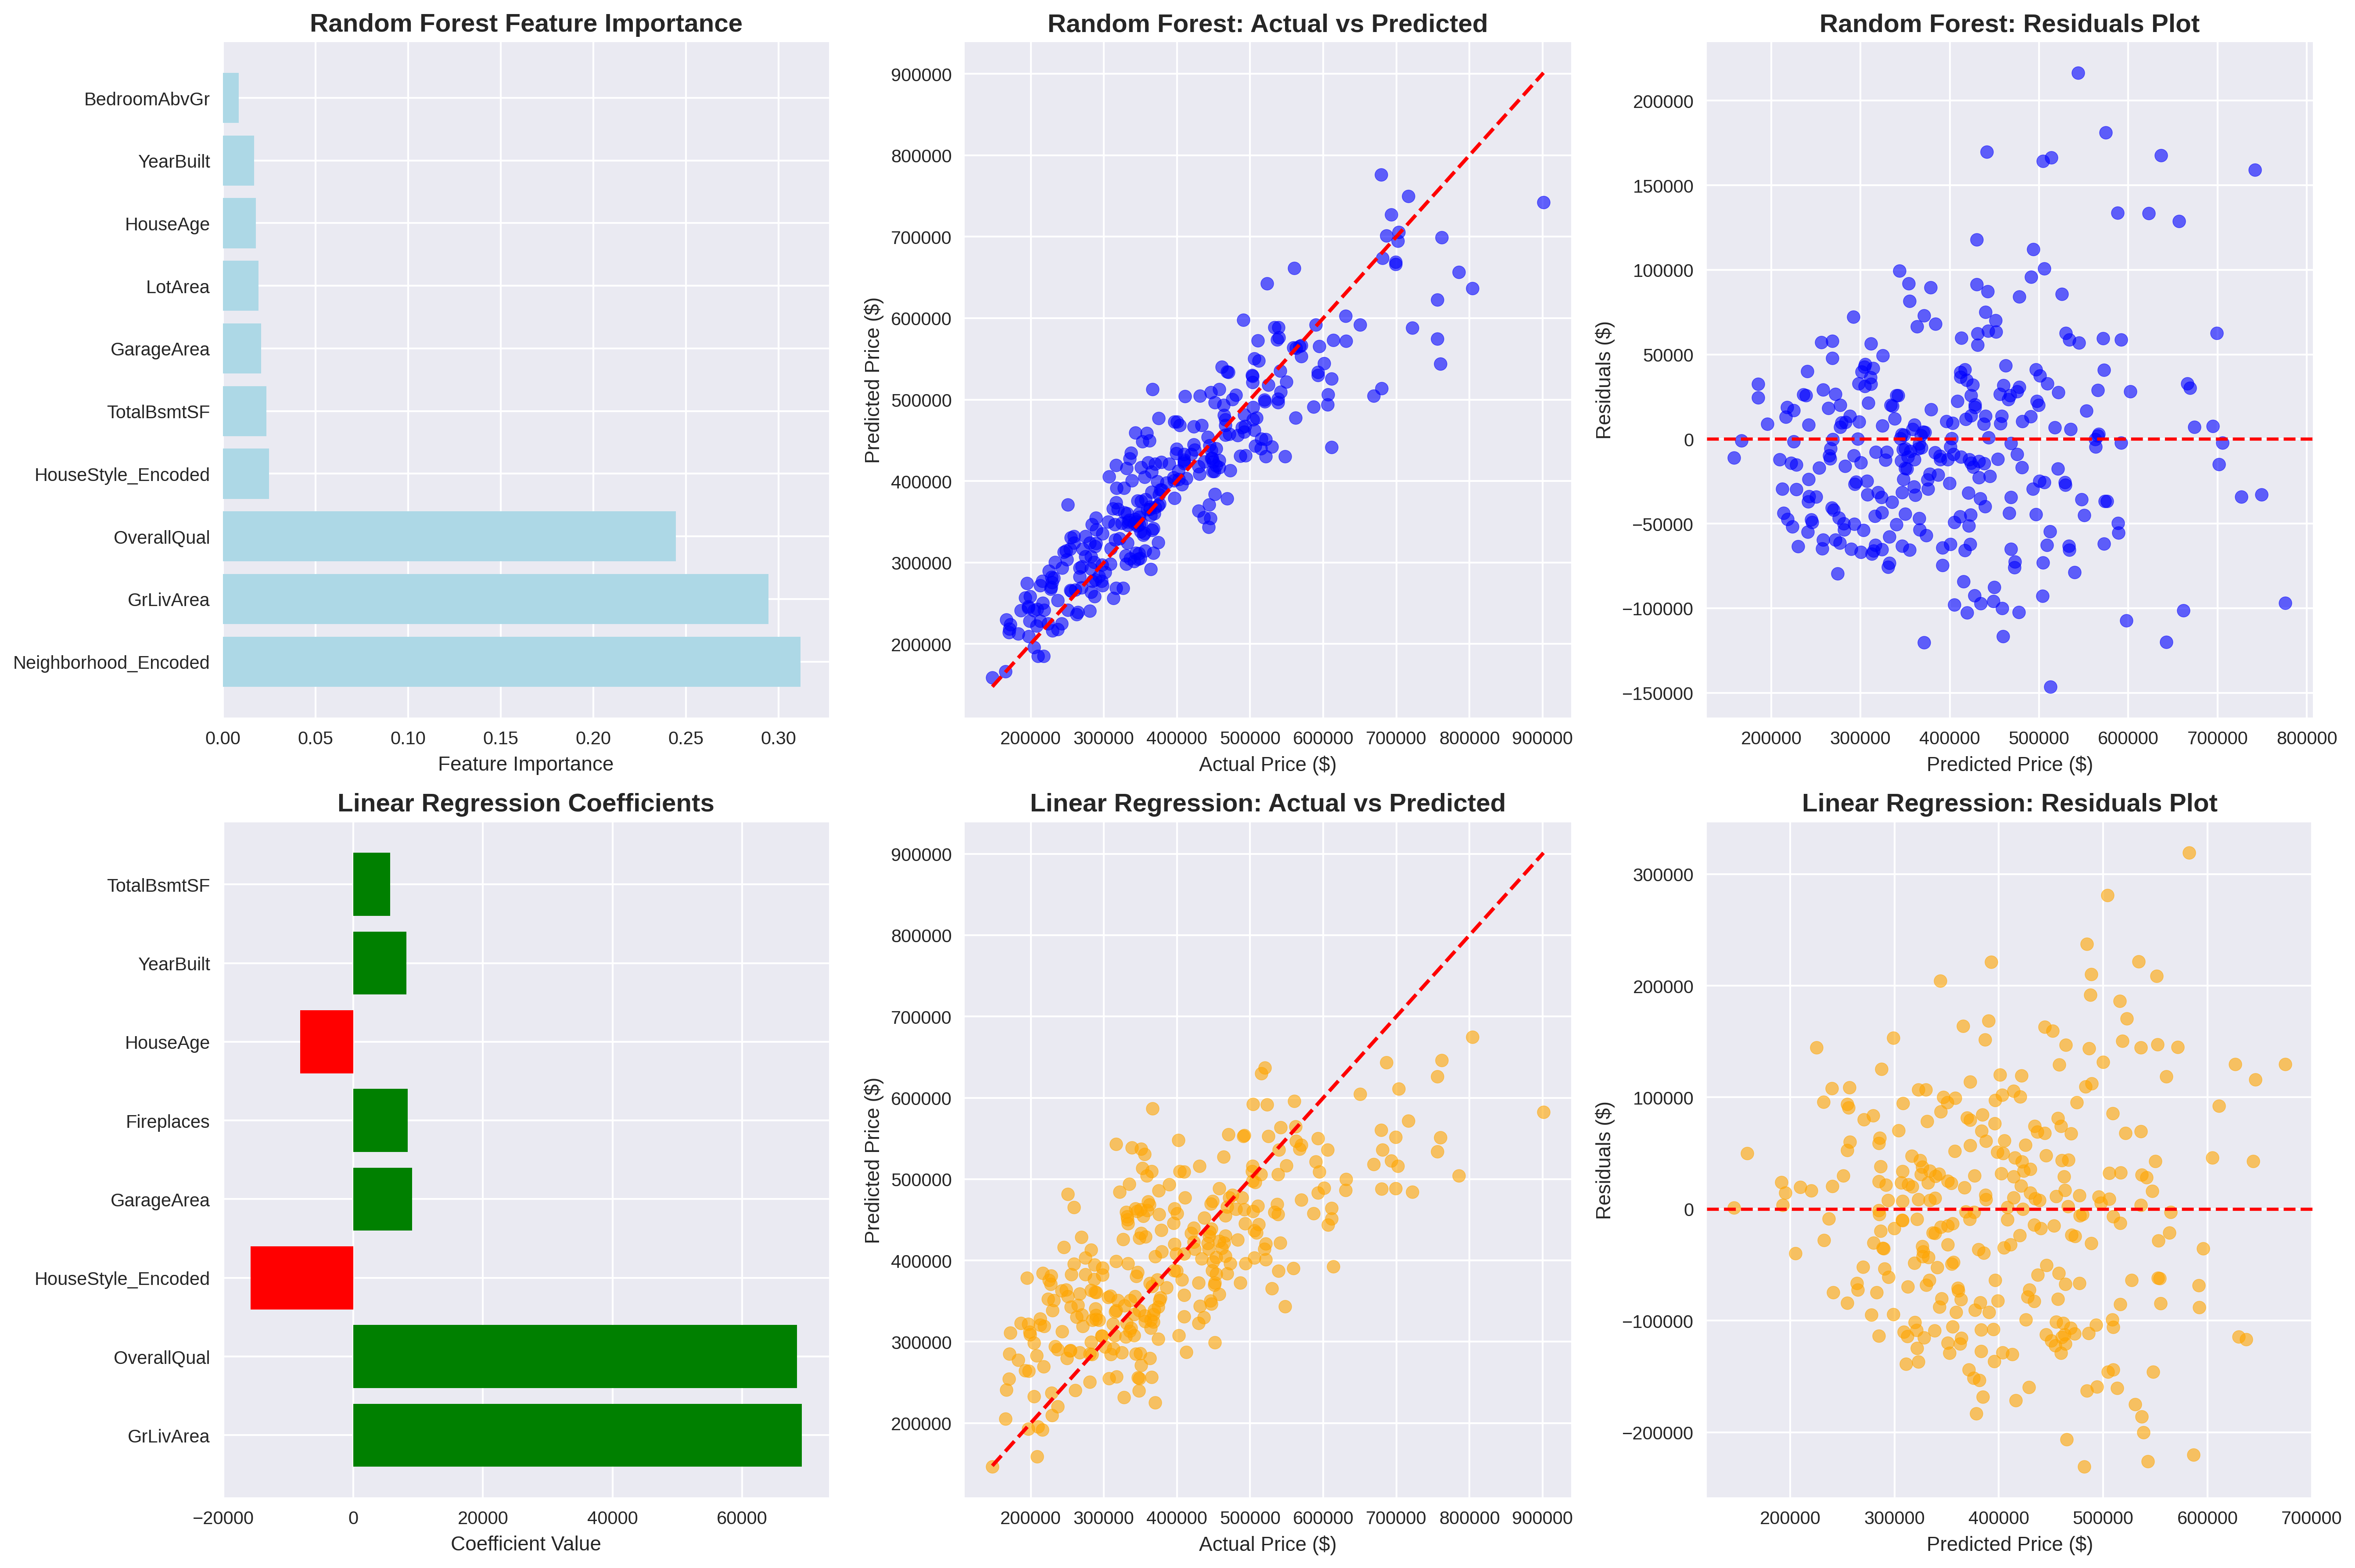 Random Forest Feature Importance
BedroomAbvGr
YearBuilt
HouseAge
LotArea
GarageArea
TotalBsmtSF
HouseStyle_Encoded
OverallQual
GrLivArea
Neighborhood_Encoded
0.00 0.05 0.10 0.15 0.20 0.25 0.30
Feature Importance
Random Forest: Actual vs Predicted
Predicted Price ($)
900000
800000
700000
600000
500000
400000
300000
200000
200000 300000 400000 500000 600000 700000 800000 900000
Actual Price ($)
Random Forest: Residuals Plot
Residuals ($)
200000
150000
100000
50000
0
−50000
−100000
−150000
200000 300000 400000 500000 600000 700000 800000
Predicted Price ($)
Linear Regression Coefficients
TotalBsmtSF
YearBuilt
HouseAge
Fireplaces
GarageArea
HouseStyle_Encoded
OverallQual
GrLivArea
−20000 0 20000 40000 60000
Coefficient Value
Linear Regression: Actual vs Predicted
Predicted Price ($)
900000
800000
700000
600000
500000
400000
300000
200000
200000 300000 400000 500000 600000 700000 800000 900000
Actual Price ($)
Linear Regression: Residuals Plot
Residuals ($)
300000
200000
100000
0
−100000
−200000
200000 300000 400000 500000 600000 700000
Predicted Price ($)